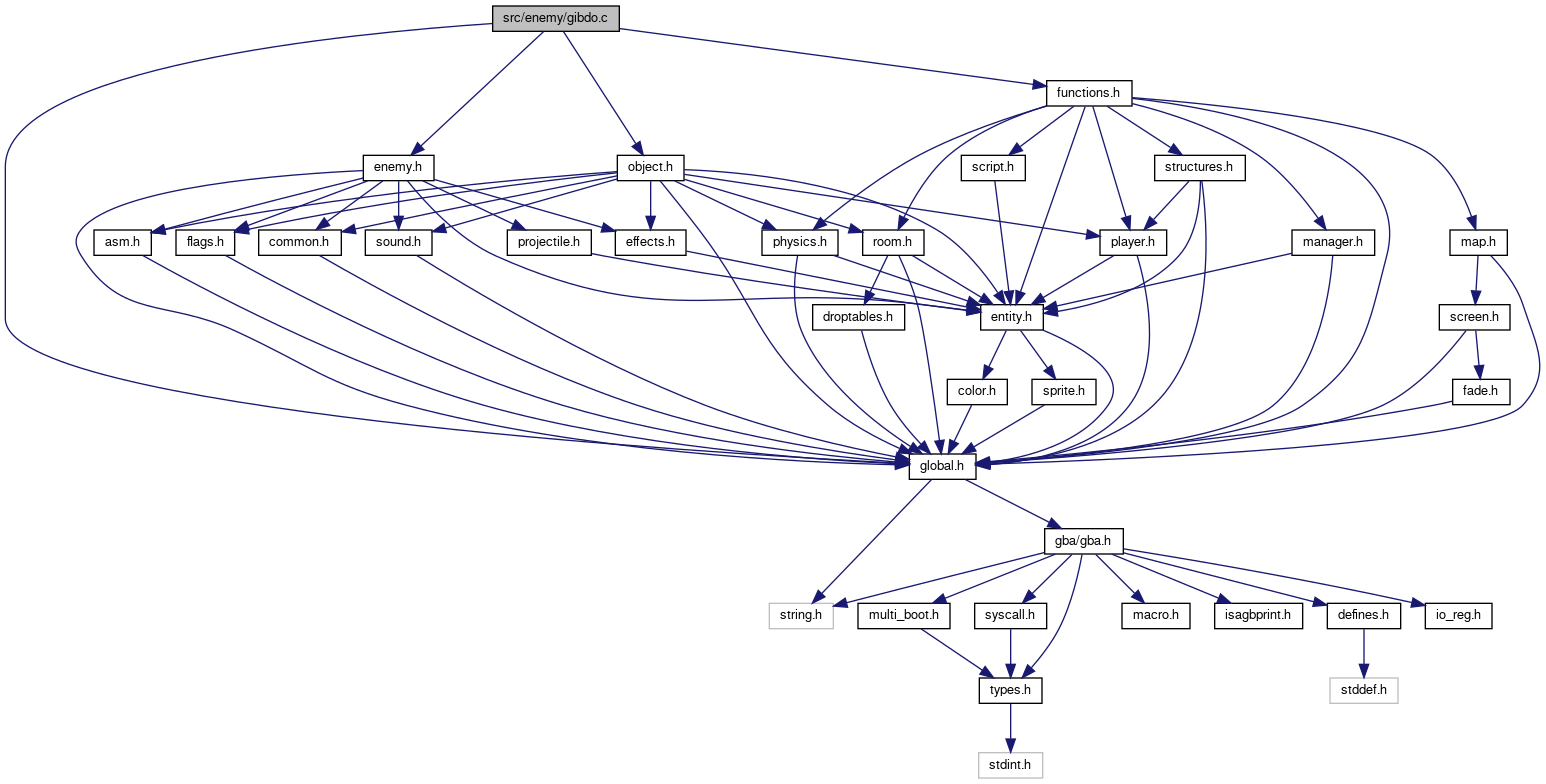 src/enemy/gibdo.c
functions.h
enemy.h
object.h
script.h
structures.h
asm.h
flags.h
common.h
sound.h
projectile.h
effects.h
physics.h
room.h
player.h
manager.h
map.h
droptables.h
entity.h
screen.h
color.h
sprite.h
fade.h
global.h
gba/gba.h
string.h
multi_boot.h
syscall.h
macro.h
isagbprint.h
defines.h
io_reg.h
types.h
stddef.h
stdint.h